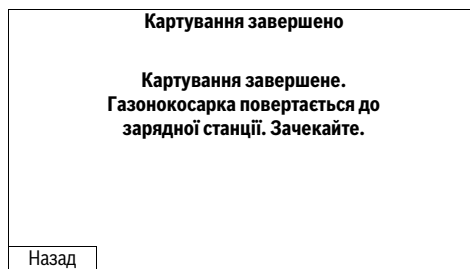 Картування завершено
Картування завершене.
Газонокосарка повертається до
зарядної станції. Зачекайте.
Назад